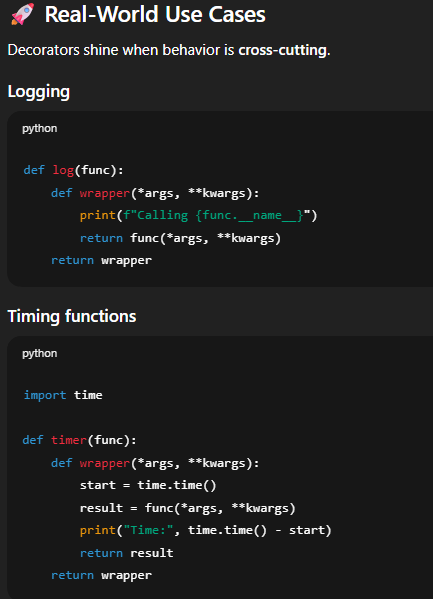 🚀 Real-World Use Cases
Decorators shine when behavior is cross-cutting.
Logging
python
def log(func):
    def wrapper(*args, **kwargs):
        print(f"Calling {func.__name__}")
        return func(*args, **kwargs)
    return wrapper
Timing functions
python
import time
def timer(func):
    def wrapper(*args, **kwargs):
        start = time.time()
        result = func(*args, **kwargs)
        print("Time:", time.time() - start)
        return result
    return wrapper